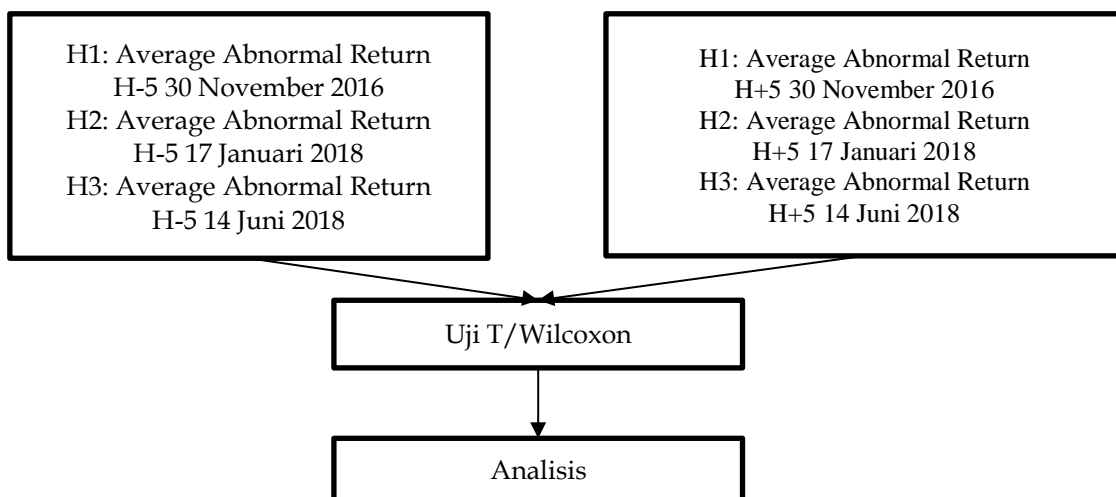 H1: Average Abnormal Return
H-5 30 November 2016
H2: Average Abnormal Return
H-5 17 Januari 2018
H3: Average Abnormal Return
H-5 14 Juni 2018
H1: Average Abnormal Return
H+5 30 November 2016
H2: Average Abnormal Return
H+5 17 Januari 2018
H3: Average Abnormal Return
H+5 14 Juni 2018
Uji T/Wilcoxon
Analisis